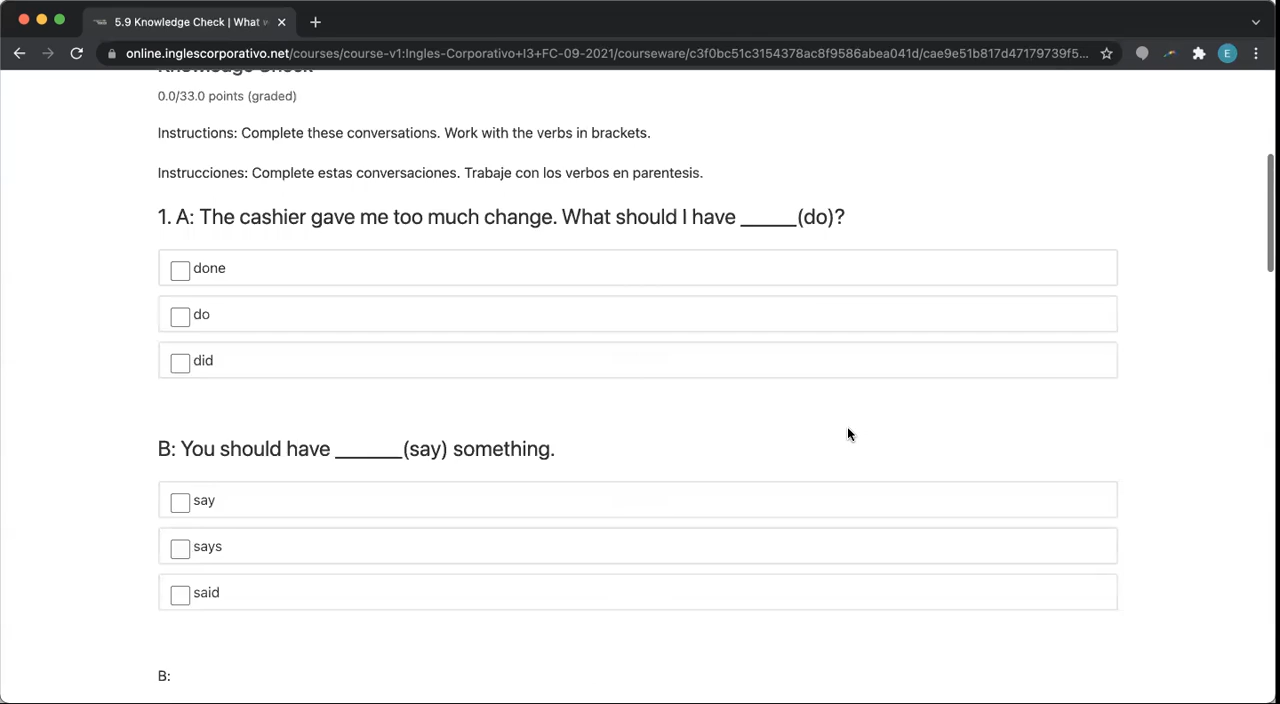 5.9 Knowledge Check | What
online.inglescorporativo.net/courses/course-v1:Ingles-Corporativo+I3+FC-09-2021/courseware/c3f0bc51c3154378ac8f9586abea041d/cae9e51b817d47179739f5...
E
Knowledge Check
0.0/33.0 points (graded)
Instructions: Complete these conversations. Work with the verbs in brackets.
Instrucciones: Complete estas conversaciones. Trabaje con los verbos en parentesis.
1. A: The cashier gave me too much change. What should I have ______(do)?
done
do
did
B: You should have _______(say) something.
say
says
said
B: